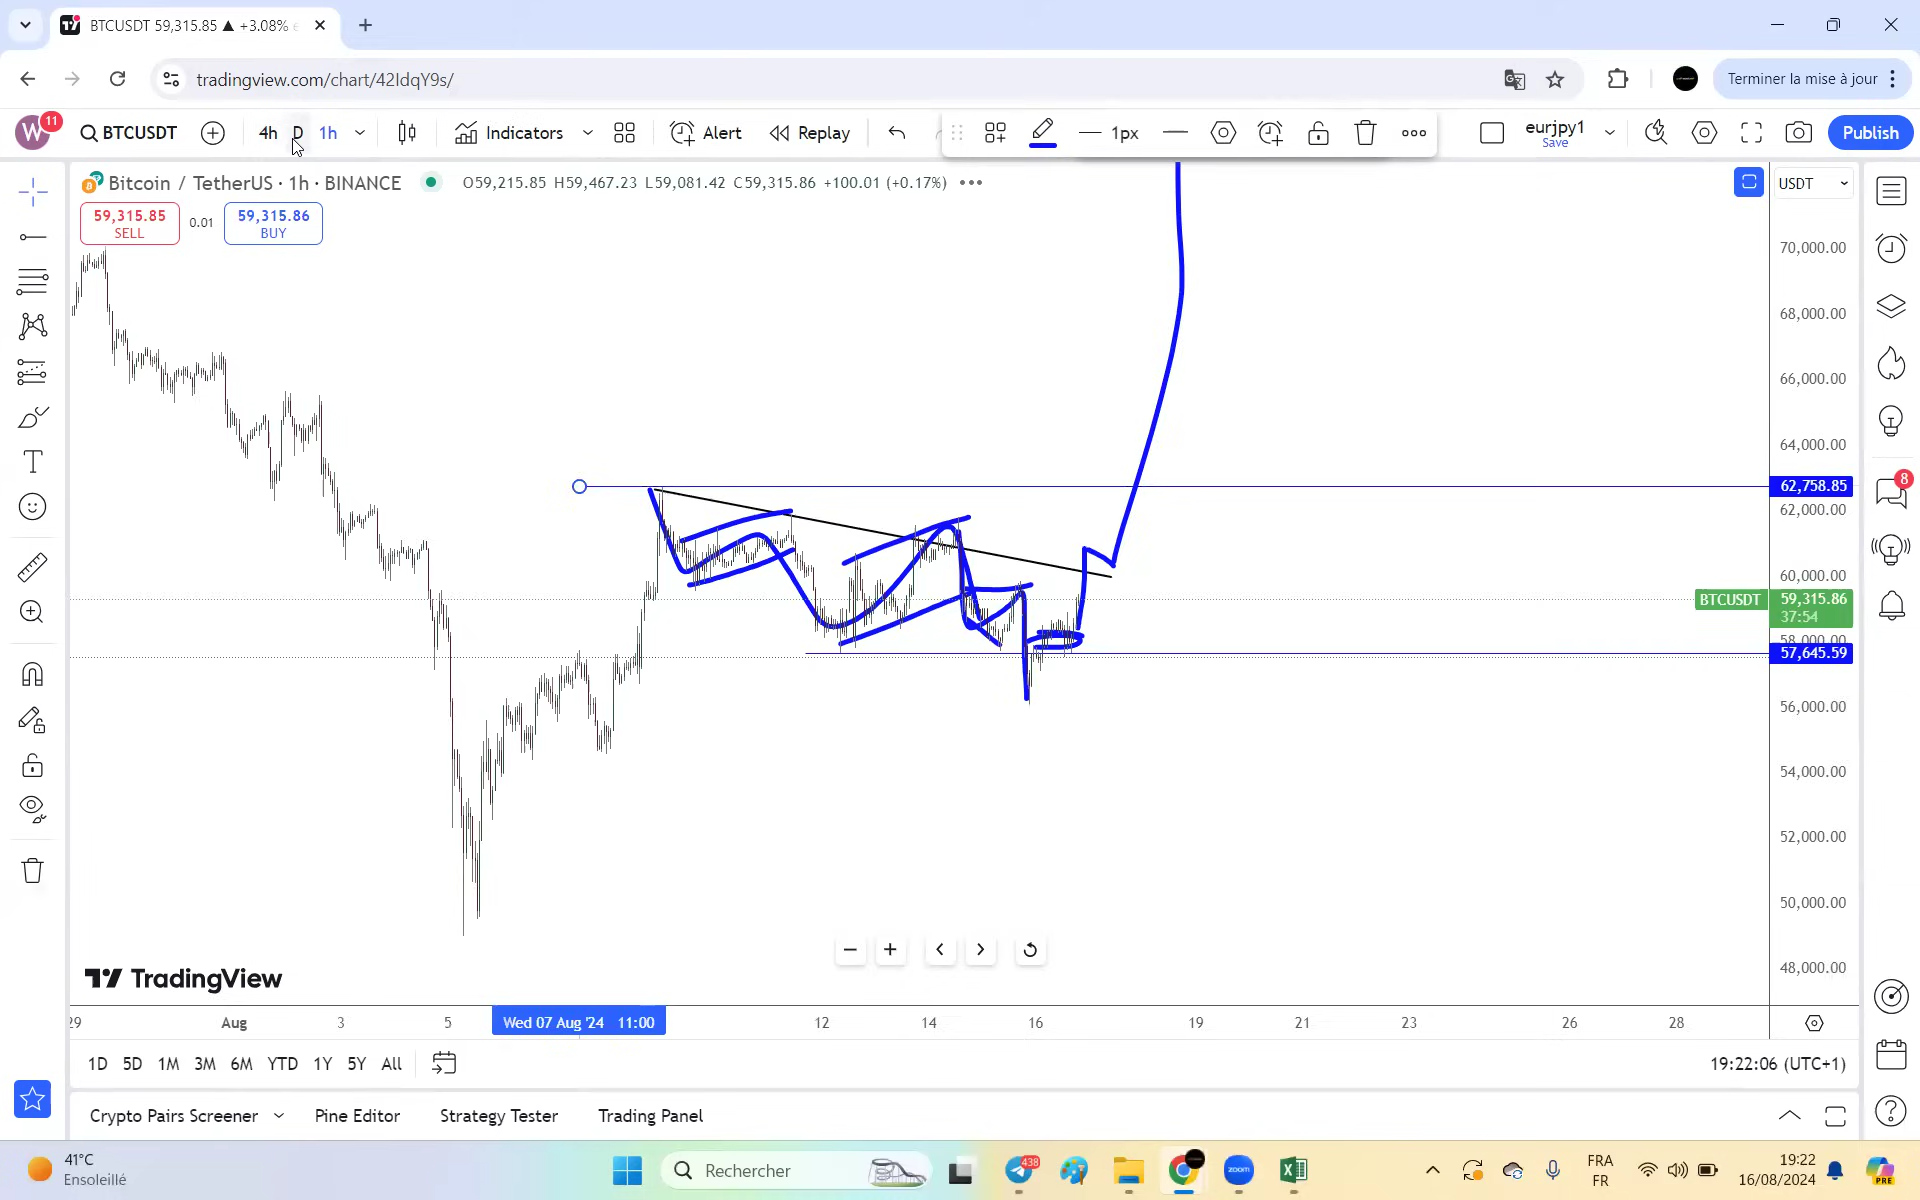 BTCUSDT 59,315.85 ▲ +3.08%
tradingview.com/chart/42IdqY9s/
Terminer la mise à jour
W 11
BTCUSDT
4h D 1h
Indicators
Alert
Replay
1px
eurjpy1
Save
Publish
Bitcoin / TetherUS · 1h · BINANCE
O59,215.85 H59,467.23 L59,081.42 C59,315.86 +100.01 (+0.17%)
USDT
59,315.85
SELL
0.01
59,315.86
BUY
70,000.00
68,000.00
66,000.00
64,000.00
62,758.85
62,000.00
60,000.00
BTCUSDT 59,315.86
37:54
58,000.00
57,645.59
56,000.00
54,000.00
52,000.00
50,000.00
48,000.00
8
TradingView
29 Aug 3 5 Wed 07 Aug '24 11:00 12 14 16 19 21 23 26 28
1D 5D 1M 3M 6M YTD 1Y 5Y All
19:22:06 (UTC+1)
Crypto Pairs Screener Pine Editor Strategy Tester Trading Panel
41°C
Ensoleillé
Rechercher
438
zoom
FRA
FR
19:22
16/08/2024
PRE